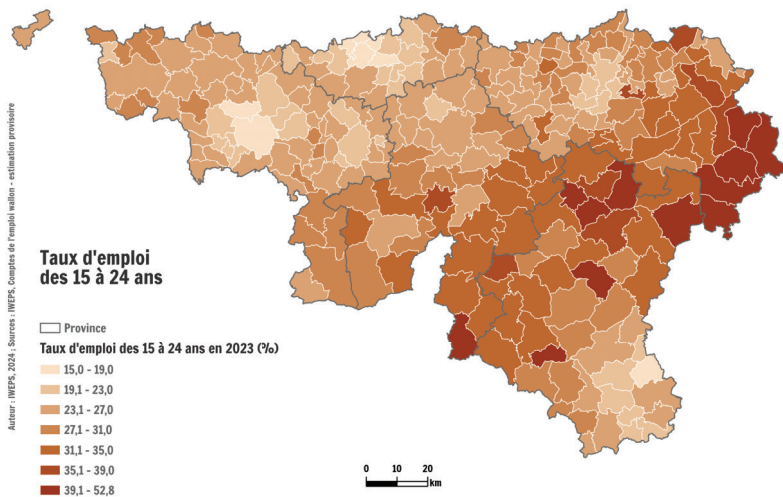 Auteur : IWEPS, 2024 ; Sources : IWEPS, Comptes de l'emploi wallon - estimation provisoire
Taux d'emploi
des 15 à 24 ans
Province
Taux d'emploi des 15 à 24 ans en 2023 (%)
15,0 - 19,0
19,1 - 23,0
23,1 - 27,0
27,1 - 31,0
31,1 - 35,0
35,1 - 39,0
39,1 - 52,8
0 10 20
km